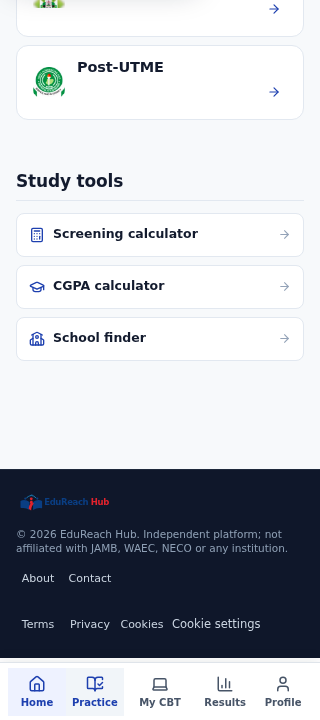 Post-UTME
Study tools
Screening calculator
CGPA calculator
School finder
EduReach Hub
© 2026 EduReach Hub. Independent platform; not
affiliated with JAMB, WAEC, NECO or any institution.
About Contact
Terms Privacy Cookies Cookie settings
Home Practice My CBT Results Profile